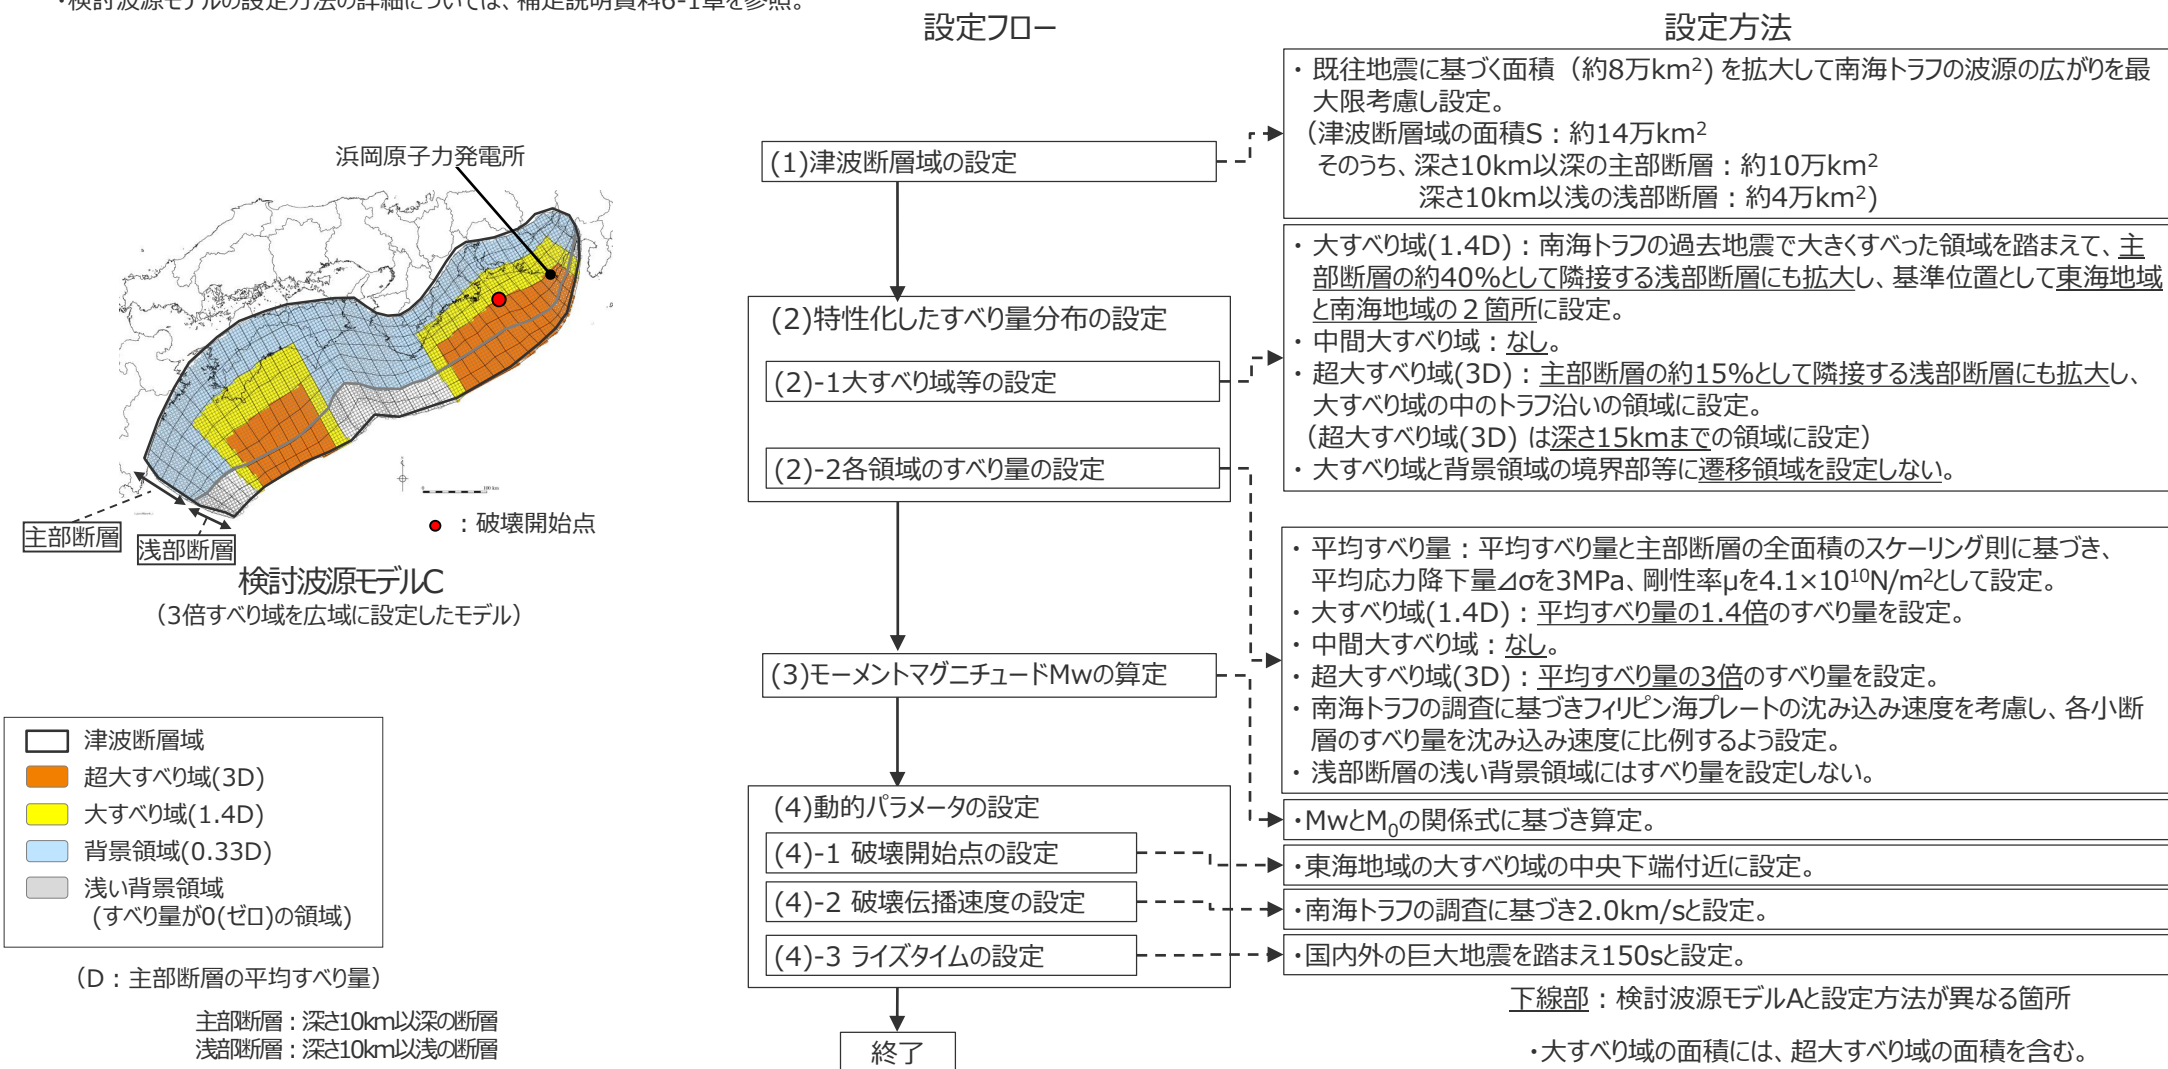 ・検討波源モデルの設定方法の詳細については、補足説明資料6-1章を参照。
設定フロー
設定方法
浜岡原子力発電所
主部断層
浅部断層
：破壊開始点
100 km
検討波源モデルC
（3倍すべり域を広域に設定したモデル）
津波断層域
超大すべり域(3D)
大すべり域(1.4D)
背景領域(0.33D)
浅い背景領域
(すべり量が0(ゼロ)の領域)
（D：主部断層の平均すべり量）
主部断層：深さ10km以深の断層
浅部断層：深さ10km以浅の断層
(1)津波断層域の設定
(2)特性化したすべり量分布の設定
(2)-1大すべり域等の設定
(2)-2各領域のすべり量の設定
(3)モーメントマグニチュードMwの算定
(4)動的パラメータの設定
(4)-1 破壊開始点の設定
(4)-2 破壊伝播速度の設定
(4)-3 ライズタイムの設定
終了
・既往地震に基づく面積（約8万km²) を拡大して南海トラフの波源の広がりを最
大限考慮し設定。
（津波断層域の面積S：約14万km²
そのうち、深さ10km以深の主部断層：約10万km²
深さ10km以浅の浅部断層：約4万km²)
・大すべり域(1.4D)：南海トラフの過去地震で大きくすべった領域を踏まえて、主
部断層の約40%として隣接する浅部断層にも拡大し、基準位置として東海地域
と南海地域の２箇所に設定。
・中間大すべり域：なし。
・超大すべり域(3D)：主部断層の約15%として隣接する浅部断層にも拡大し、
大すべり域の中のトラフ沿いの領域に設定。
（超大すべり域(3D) は深さ15kmまでの領域に設定）
・大すべり域と背景領域の境界部等に遷移領域を設定しない。
・平均すべり量：平均すべり量と主部断層の全面積のスケーリング則に基づき、
平均応力降下量⊿σを3MPa、剛性率μを4.1×10¹⁰N/m²として設定。
・大すべり域(1.4D)：平均すべり量の1.4倍のすべり量を設定。
・中間大すべり域：なし。
・超大すべり域(3D)：平均すべり量の3倍のすべり量を設定。
・南海トラフの調査に基づきフィリピン海プレートの沈み込み速度を考慮し、各小断
層のすべり量を沈み込み速度に比例するよう設定。
・浅部断層の浅い背景領域にはすべり量を設定しない。
・MwとM₀の関係式に基づき算定。
・東海地域の大すべり域の中央下端付近に設定。
・南海トラフの調査に基づき2.0km/sと設定。
・国内外の巨大地震を踏まえ150sと設定。
下線部：検討波源モデルAと設定方法が異なる箇所
・大すべり域の面積には、超大すべり域の面積を含む。